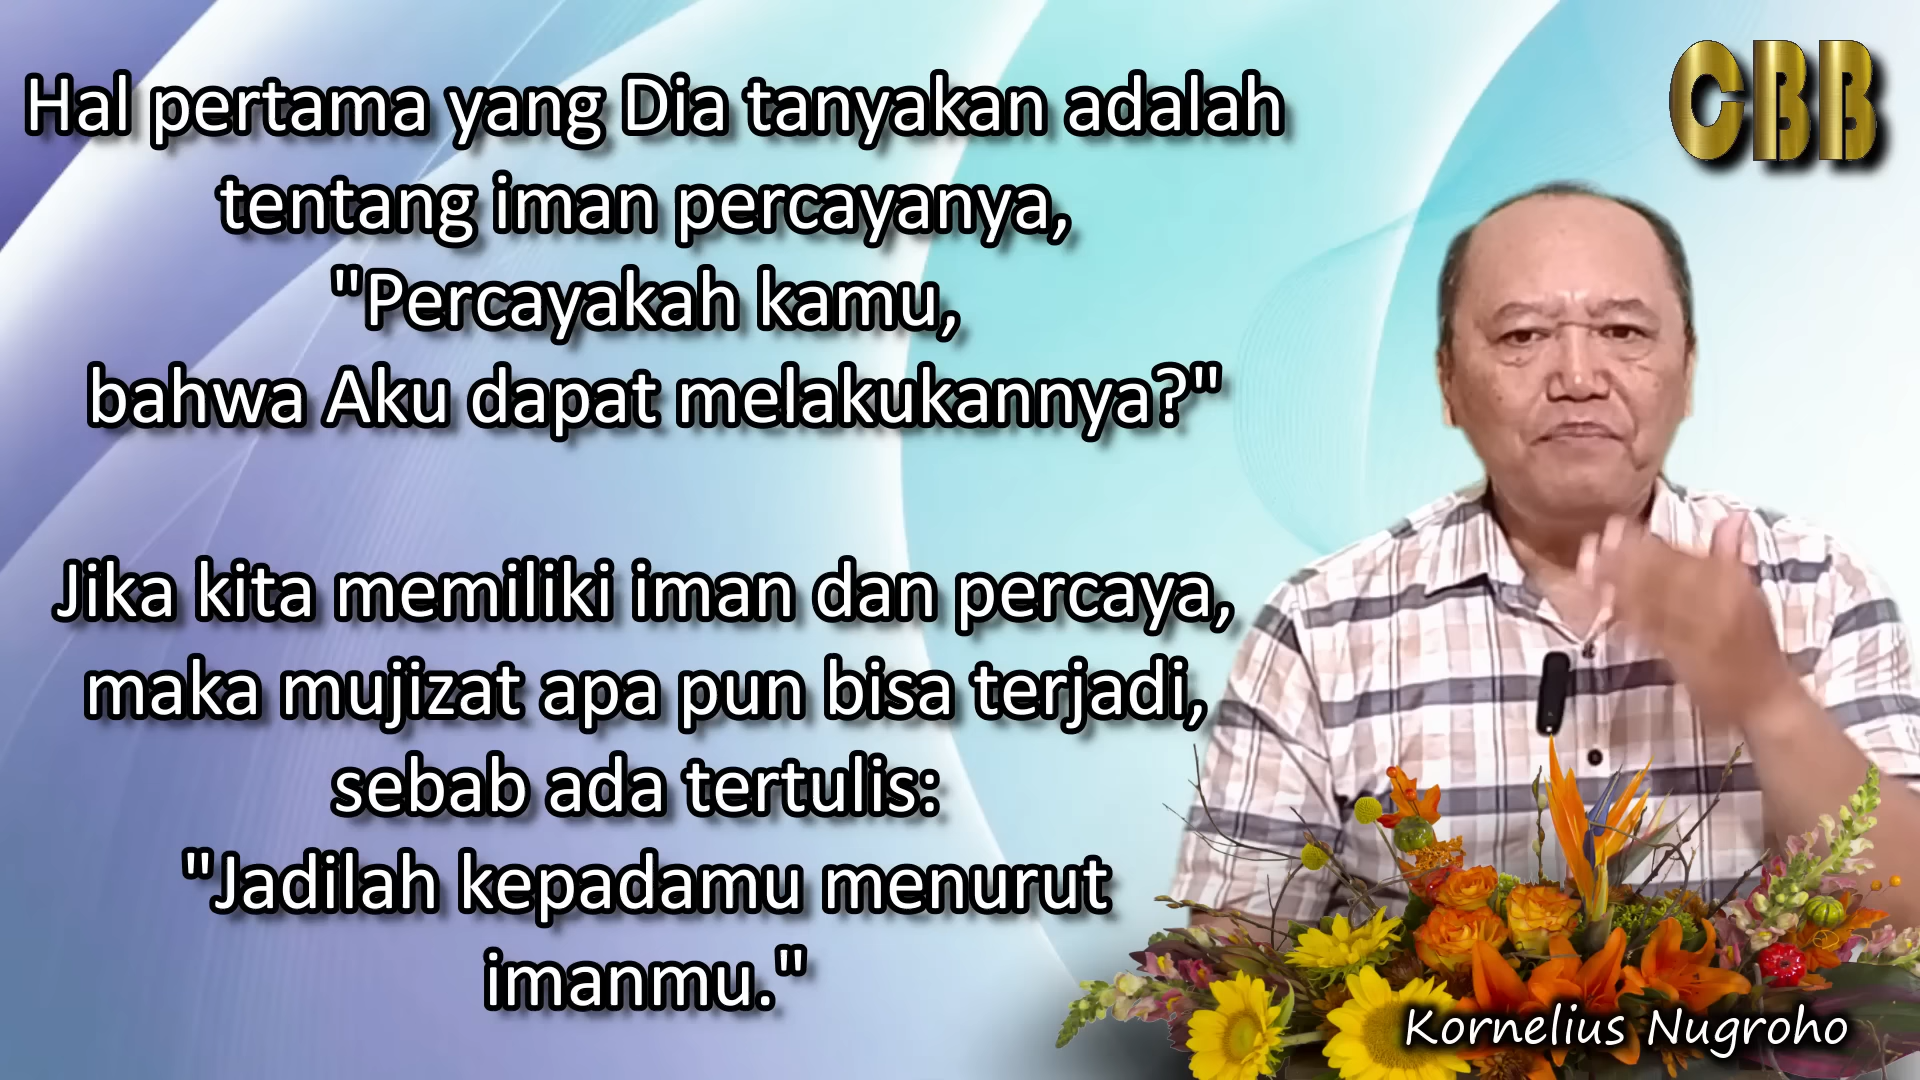 Hal pertama yang Dia tanyakan adalah
tentang iman percayanya,
"Percayakah kamu,
bahwa Aku dapat melakukannya?"
Jika kita memiliki iman dan percaya,
maka mujizat apa pun bisa terjadi,
sebab ada tertulis:
"Jadilah kepadamu menurut
imanmu."
CBB
Kornelius Nugroho